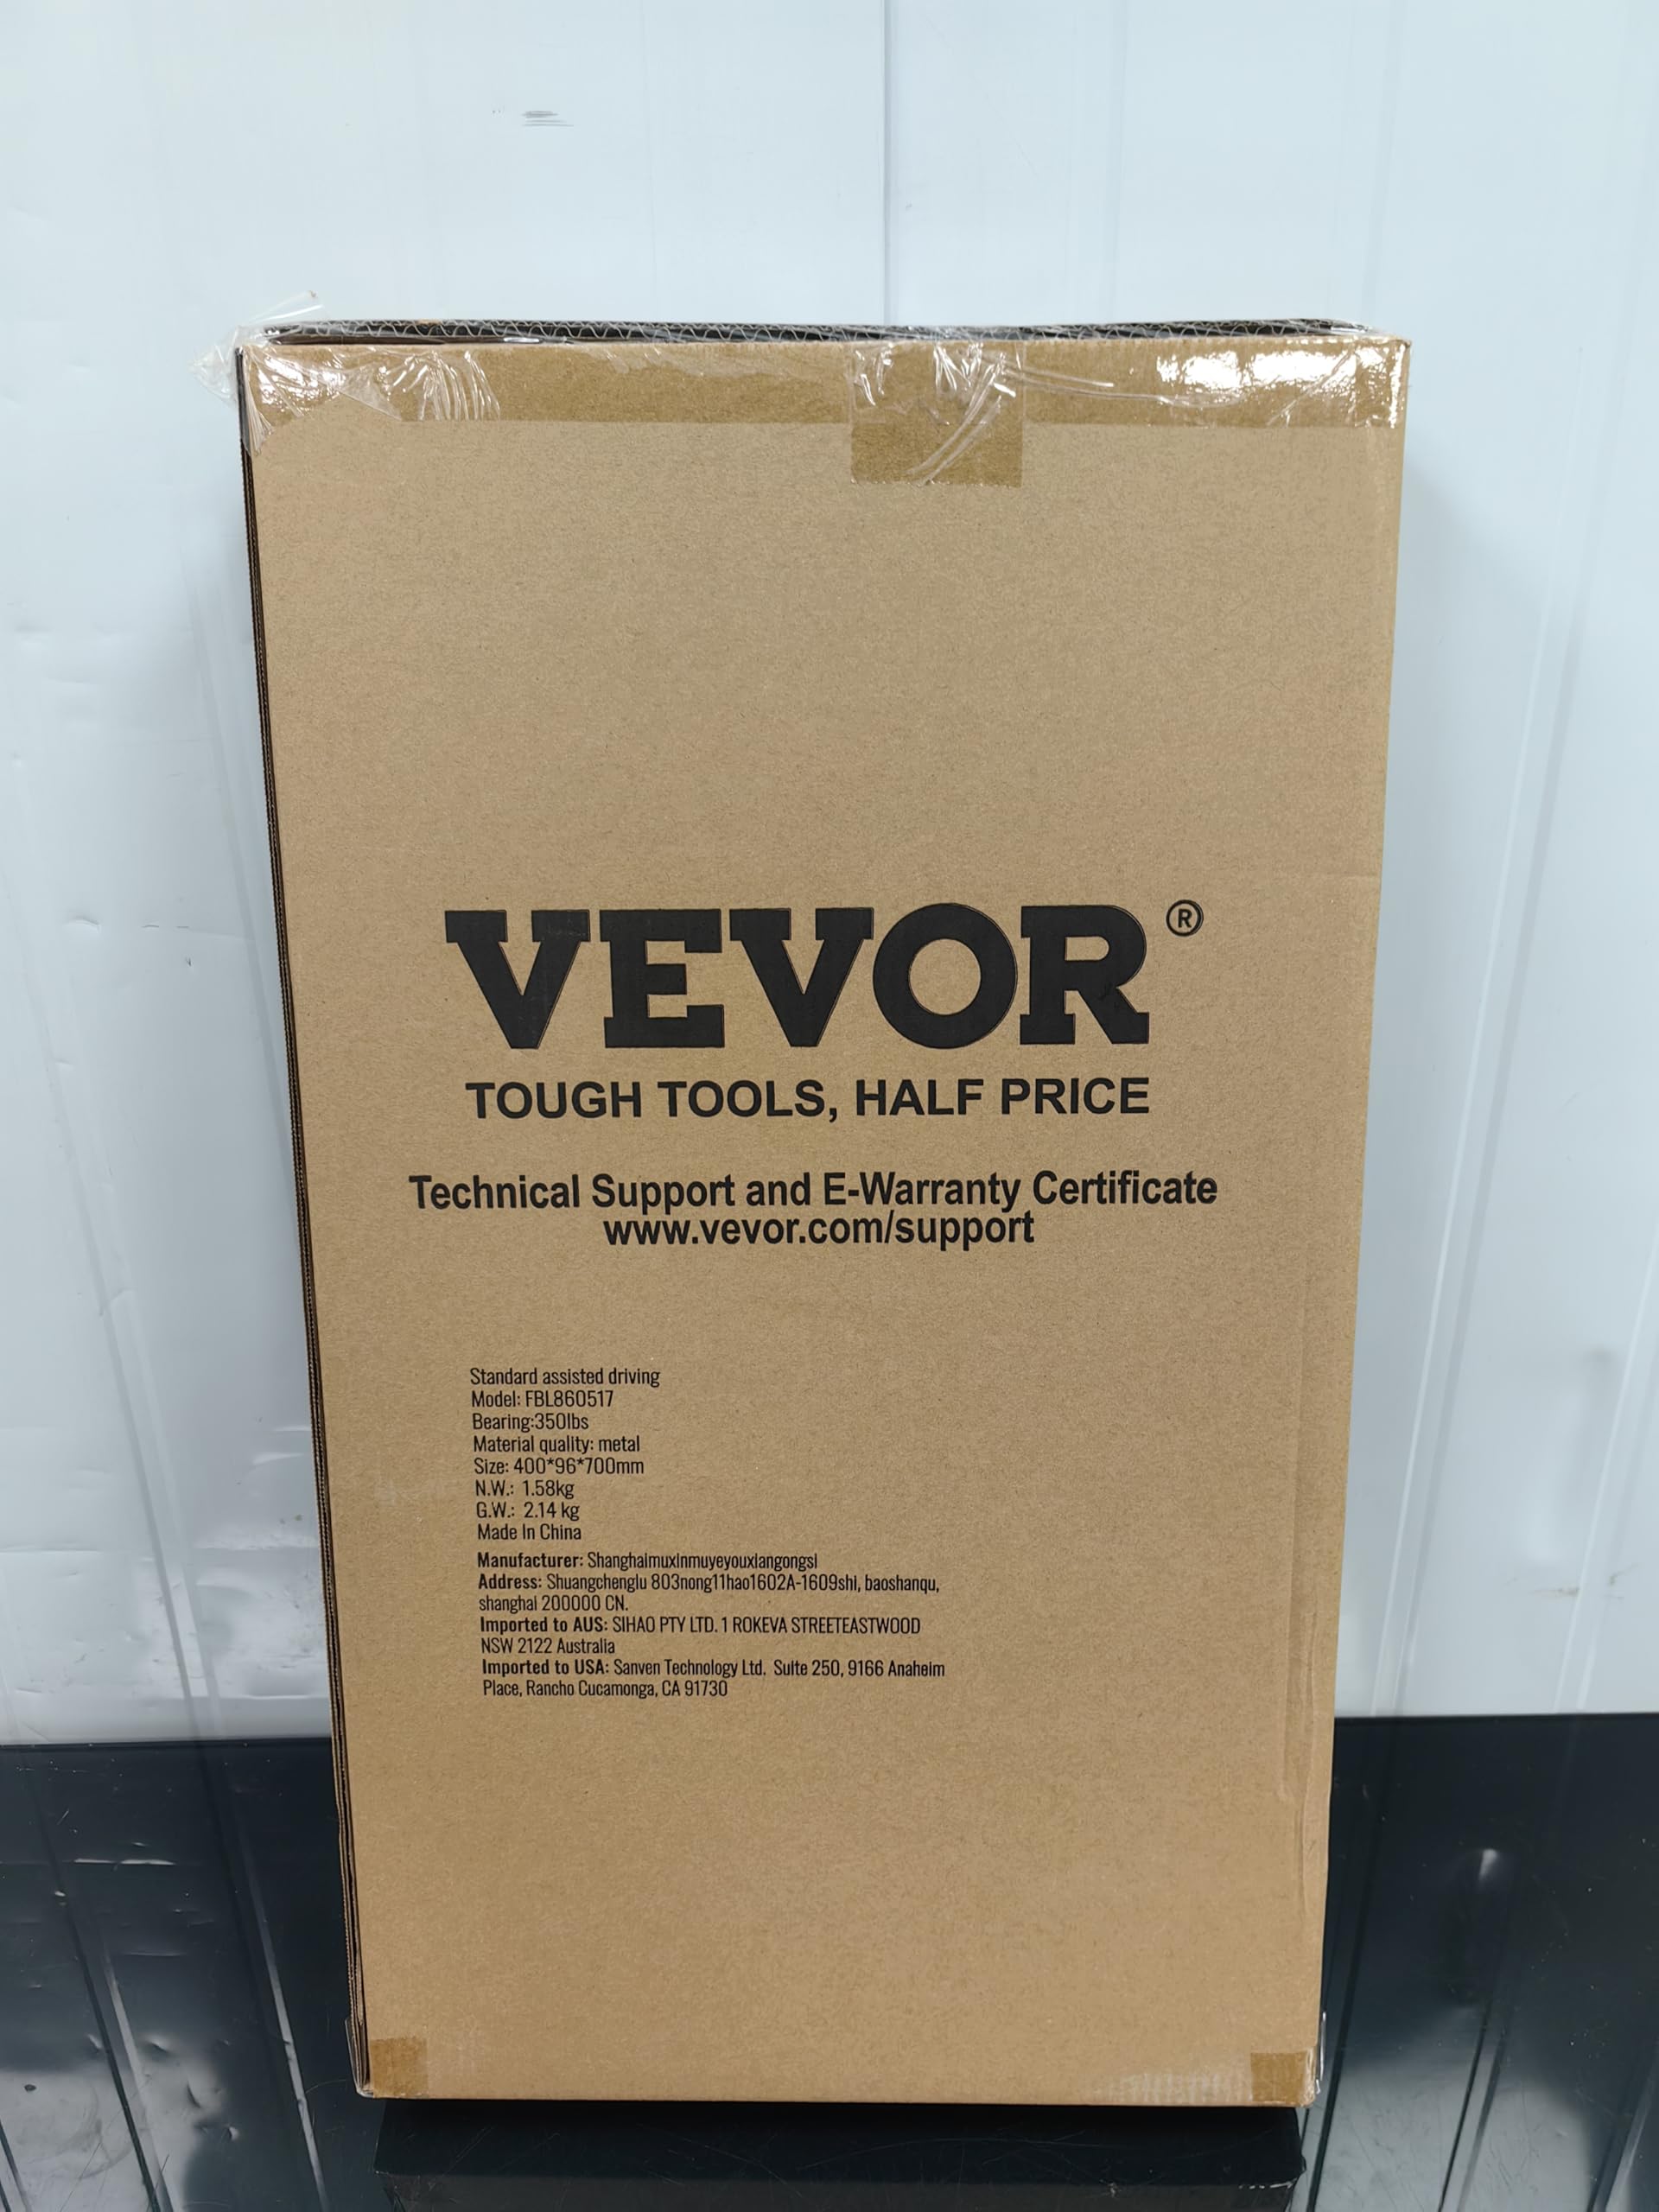 VEVOR®
TOUGH TOOLS, HALF PRICE
Technical Support and E-Warranty Certificate
www.vevor.com/support
Standard assisted driving
Model: FBL860517
Bearing:350lbs
Material quality: metal
Size: 400*96*700mm
N.W.: 1.58kg
G.W.: 2.14 kg
Made In China
Manufacturer: Shanghaimuxinmuyeyouxiangongsi
Address: Shuangchenglu 803nong11hao1602A-1609shi, baoshanqu,
shanghai 200000 CN.
Imported to AUS: SIHAO PTY LTD. 1 ROKEVA STREETEASTWOOD
NSW 2122 Australia
Imported to USA: Sanven Technology Ltd. Suite 250, 9166 Anaheim
Place, Rancho Cucamonga, CA 91730